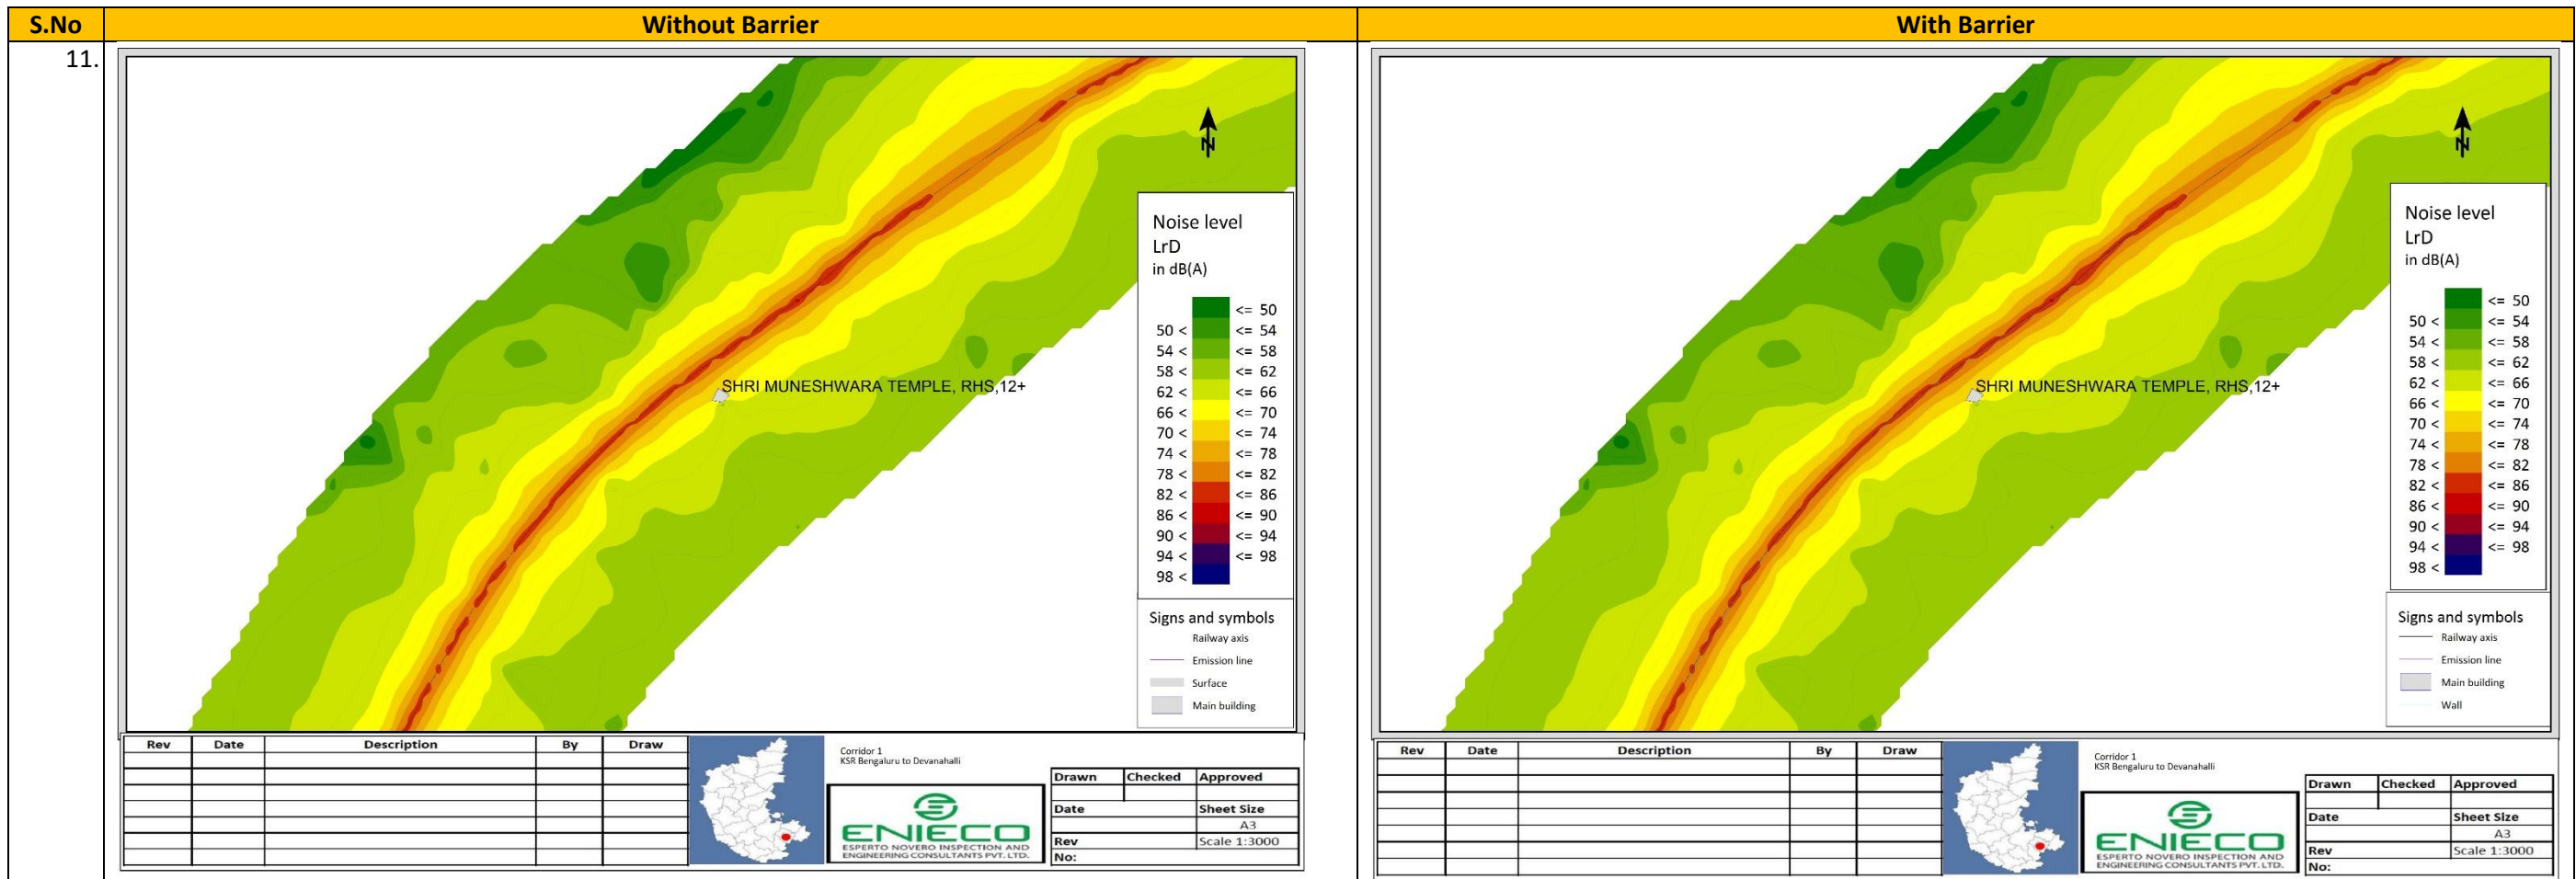 S.No Without Barrier With Barrier
11.
N
SHRI MUNESHWARA TEMPLE, RHS,12+
Noise level
LrD
in dB(A)
<= 50
50 < <= 54
54 < <= 58
58 < <= 62
62 < <= 66
66 < <= 70
70 < <= 74
74 < <= 78
78 < <= 82
82 < <= 86
86 < <= 90
90 < <= 94
94 < <= 98
98 <
Signs and symbols
Railway axis
Emission line
Surface
Main building
Rev Date Description By Draw
Corridor 1
KSR Bengaluru to Devanahalli
ENIECO
ESPERTO NOVERO INSPECTION AND
ENGINEERING CONSULTANTS PVT. LTD.
Drawn Checked Approved
Date Sheet Size
A3
Rev Scale 1:3000
No:
N
SHRI MUNESHWARA TEMPLE, RHS,12+
Noise level
LrD
in dB(A)
<= 50
50 < <= 54
54 < <= 58
58 < <= 62
62 < <= 66
66 < <= 70
70 < <= 74
74 < <= 78
78 < <= 82
82 < <= 86
86 < <= 90
90 < <= 94
94 < <= 98
98 <
Signs and symbols
Railway axis
Emission line
Main building
Wall
Rev Date Description By Draw
Corridor 1
KSR Bengaluru to Devanahalli
ENIECO
ESPERTO NOVERO INSPECTION AND
ENGINEERING CONSULTANTS PVT. LTD.
Drawn Checked Approved
Date Sheet Size
A3
Rev Scale 1:3000
No: